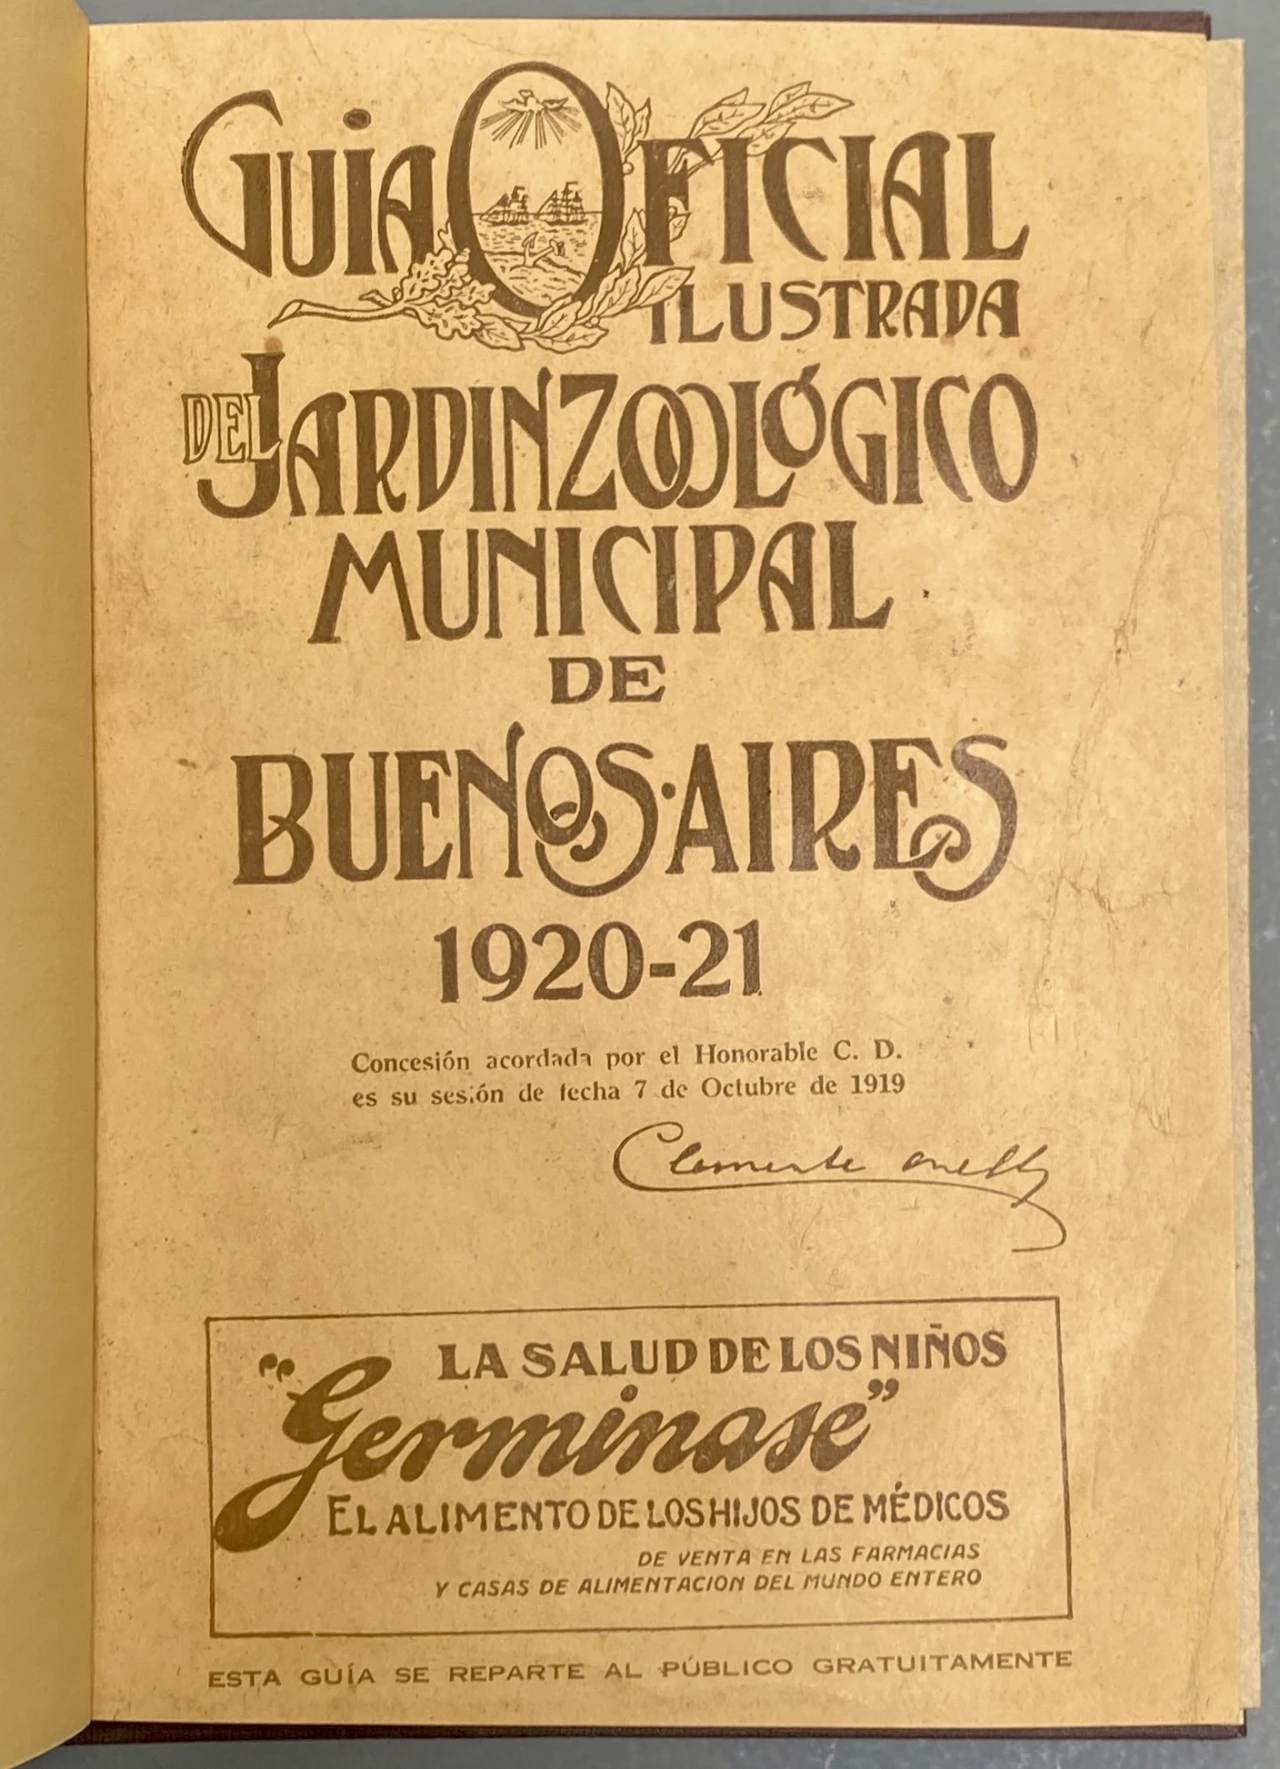 GUIA OFICIAL
ILUSTRADA
DEL JARDIN ZOOLÓGICO
MUNICIPAL
DE
BUENOS·AIRES
1920-21
Concesión acordada por el Honorable C. D.
es su sesión de fecha 7 de Octubre de 1919
Clemente Onelli
LA SALUD DE LOS NIÑOS
"Germinase"
EL ALIMENTO DE LOS HIJOS DE MÉDICOS
DE VENTA EN LAS FARMACIAS
Y CASAS DE ALIMENTACION DEL MUNDO ENTERO
ESTA GUÍA SE REPARTE AL PÚBLICO GRATUITAMENTE